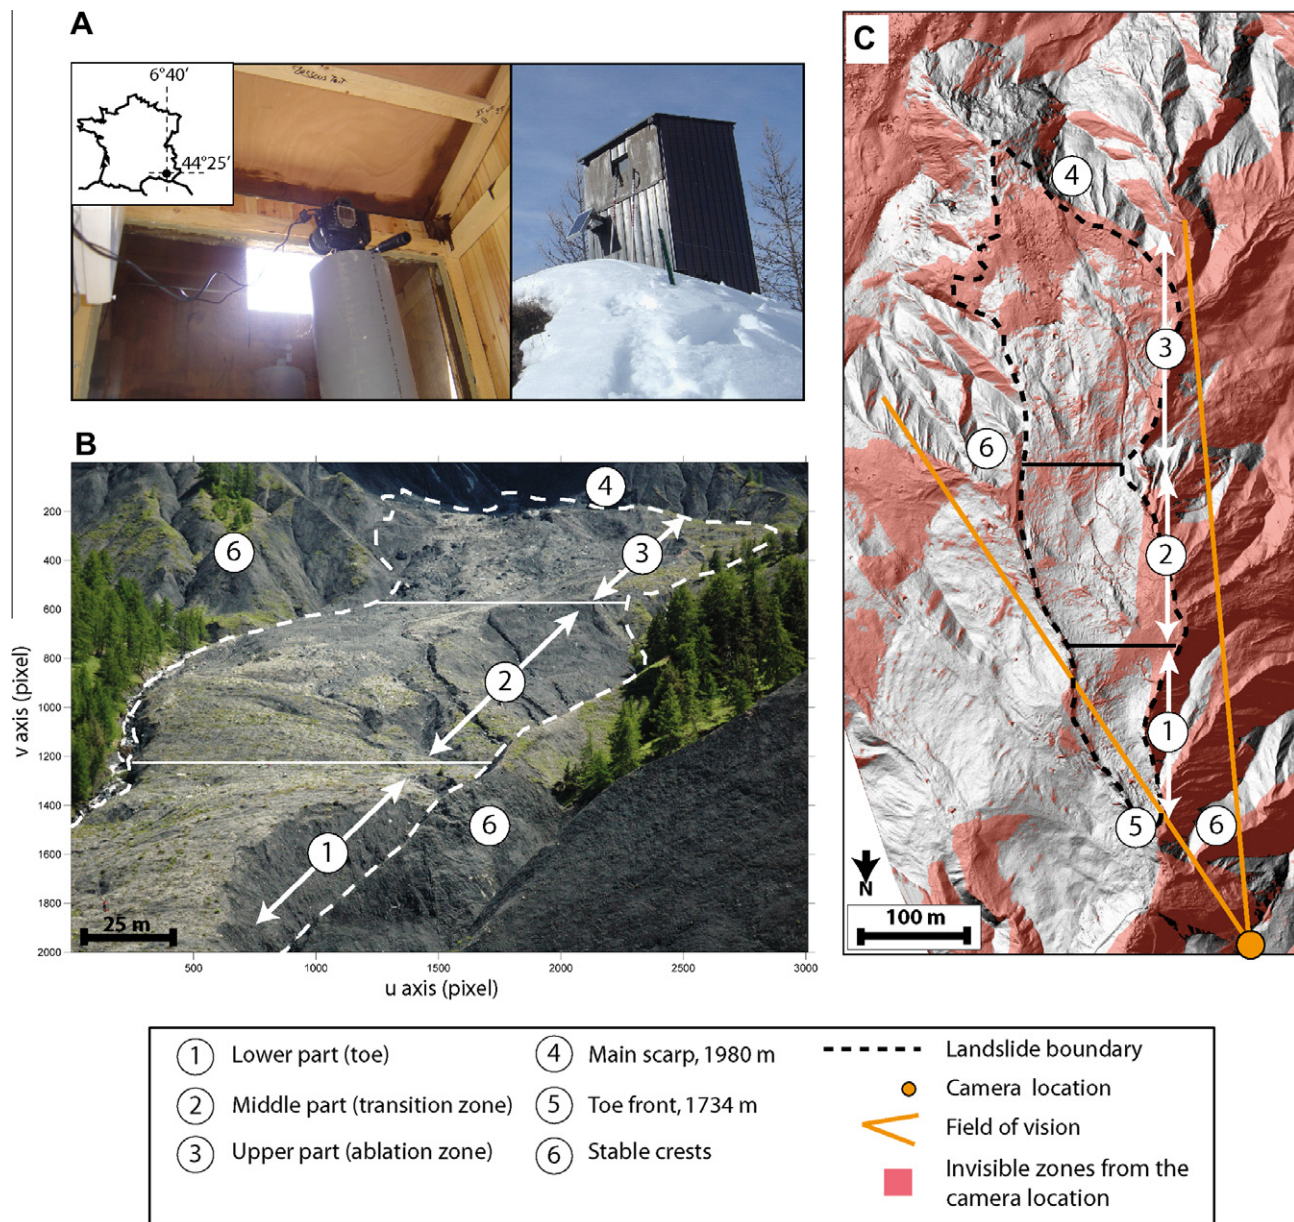 A
6°40'
44°25'
DESSOUS TOIT
B
4
6
3
2
1
6
25 m
200
400
600
800
1000
1200
1400
1600
1800
2000
v axis (pixel)
500
1000
1500
2000
2500
3000
u axis (pixel)
C
4
3
6
2
1
5
6
N
100 m
1 Lower part (toe)
2 Middle part (transition zone)
3 Upper part (ablation zone)
4 Main scarp, 1980 m
5 Toe front, 1734 m
6 Stable crests
Landslide boundary
Camera location
Field of vision
Invisible zones from the
camera location